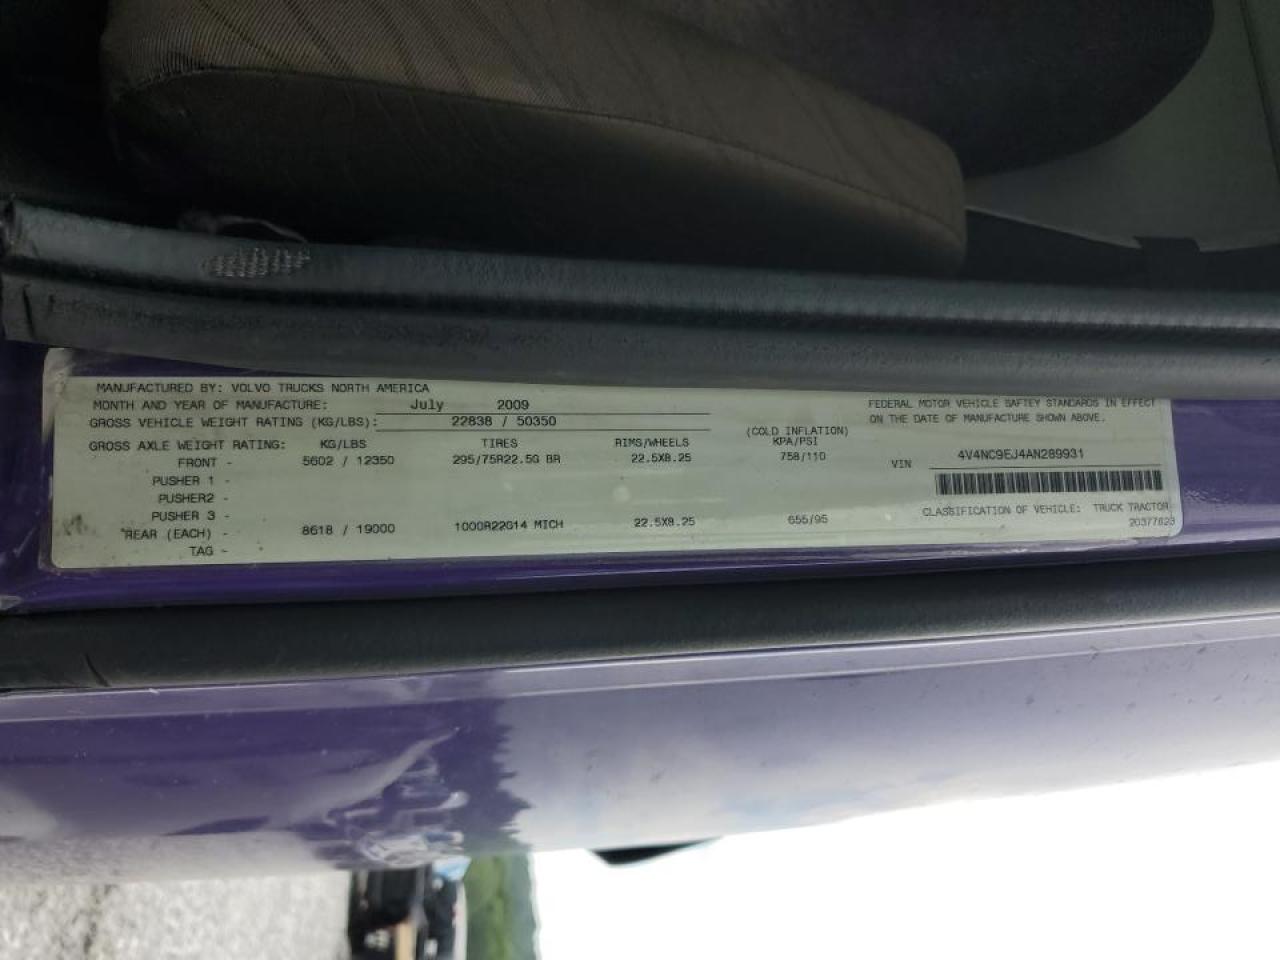 MANUFACTURED BY: VOLVO TRUCKS NORTH AMERICA
MONTH AND YEAR OF MANUFACTURE: July 2009
GROSS VEHICLE WEIGHT RATING (KG/LBS): 22838 / 50350
GROSS AXLE WEIGHT RATING: KG/LBS TIRES RIMS/WHEELS (COLD INFLATION) KPA/PSI
FRONT - 5602 / 12350 295/75R22.5G BR 22.5X8.25 758/110
PUSHER 1 -
PUSHER2 -
PUSHER 3 -
REAR (EACH) - 8618 / 19000 1000R22G14 MICH 22.5X8.25 655/95
TAG -
FEDERAL MOTOR VEHICLE SAFTEY STANDARDS IN EFFECT
ON THE DATE OF MANUFACTURE SHOWN ABOVE.
VIN 4V4NC9EJ4AN289931
CLASSIFICATION OF VEHICLE: TRUCK TRACTOR
20377623